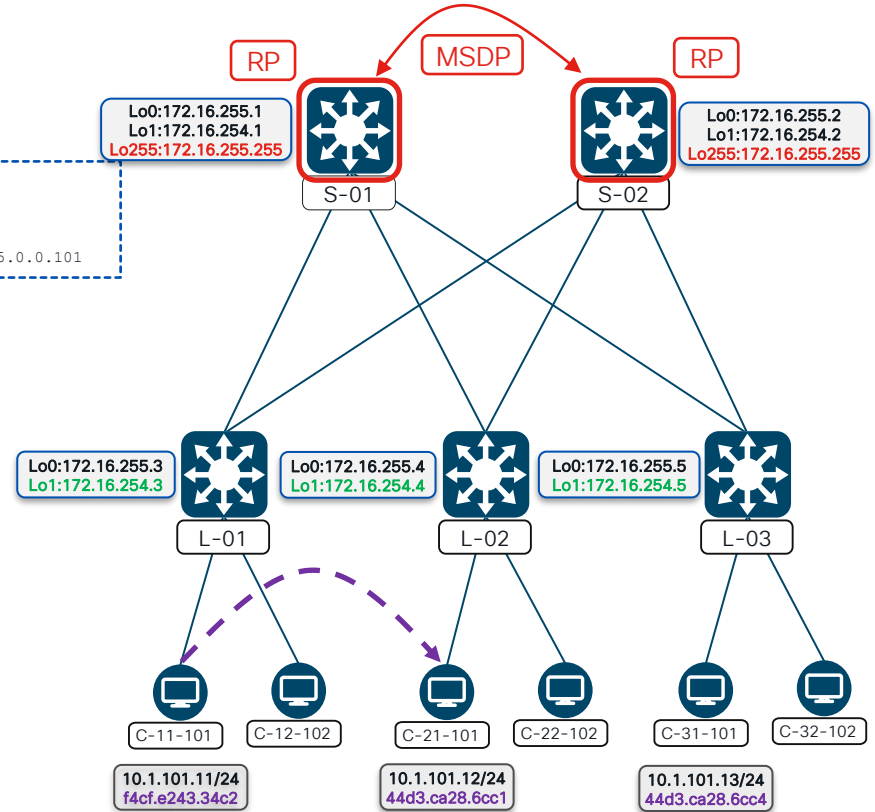 MSDP
RP
RP
Lo0:172.16.255.1
Lo1:172.16.254.1
Lo255:172.16.255.255
Lo0:172.16.255.2
Lo1:172.16.254.2
Lo255:172.16.255.255
S-01
S-02
.0.0.101
Lo0:172.16.255.3
Lo1:172.16.254.3
Lo0:172.16.255.4
Lo1:172.16.254.4
Lo0:172.16.255.5
Lo1:172.16.254.5
L-01
L-02
L-03
C-11-101
C-12-102
C-21-101
C-22-102
C-31-101
C-32-102
10.1.101.11/24
f4cf.e243.34c2
10.1.101.12/24
44d3.ca28.6cc1
10.1.101.13/24
44d3.ca28.6cc4